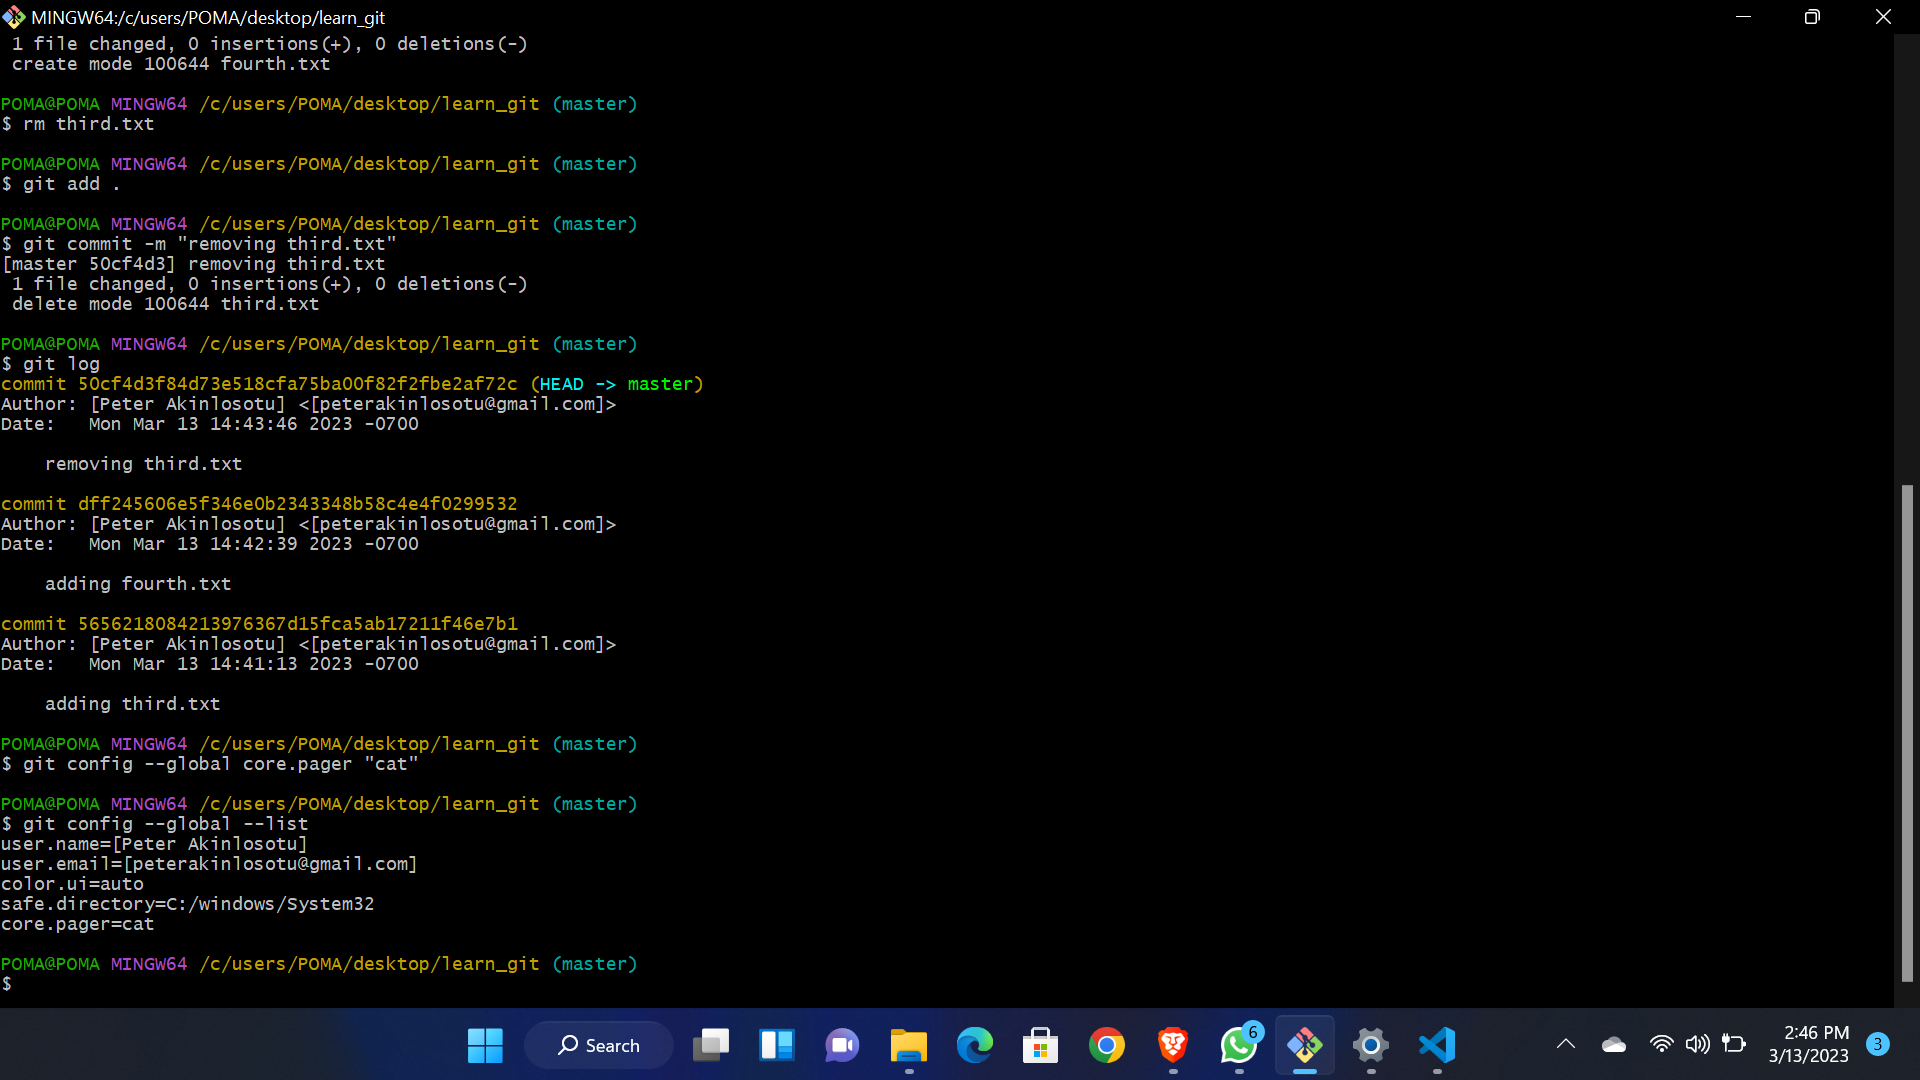 MINGW64:/c/users/POMA/desktop/learn_git
 1 file changed, 0 insertions(+), 0 deletions(-)
 create mode 100644 fourth.txt

POMA@POMA MINGW64 /c/users/POMA/desktop/learn_git (master)
$ rm third.txt

POMA@POMA MINGW64 /c/users/POMA/desktop/learn_git (master)
$ git add .

POMA@POMA MINGW64 /c/users/POMA/desktop/learn_git (master)
$ git commit -m "removing third.txt"
[master 50cf4d3] removing third.txt
 1 file changed, 0 insertions(+), 0 deletions(-)
 delete mode 100644 third.txt

POMA@POMA MINGW64 /c/users/POMA/desktop/learn_git (master)
$ git log
commit 50cf4d3f84d73e518cfa75ba00f82f2fbe2af72c (HEAD -> master)
Author: [Peter Akinlosotu] <[peterakinlosotu@gmail.com]>
Date:   Mon Mar 13 14:43:46 2023 -0700

    removing third.txt

commit dff245606e5f346e0b2343348b58c4e4f0299532
Author: [Peter Akinlosotu] <[peterakinlosotu@gmail.com]>
Date:   Mon Mar 13 14:42:39 2023 -0700

    adding fourth.txt

commit 5656218084213976367d15fca5ab17211f46e7b1
Author: [Peter Akinlosotu] <[peterakinlosotu@gmail.com]>
Date:   Mon Mar 13 14:41:13 2023 -0700

    adding third.txt

POMA@POMA MINGW64 /c/users/POMA/desktop/learn_git (master)
$ git config --global core.pager "cat"

POMA@POMA MINGW64 /c/users/POMA/desktop/learn_git (master)
$ git config --global --list
user.name=[Peter Akinlosotu]
user.email=[peterakinlosotu@gmail.com]
color.ui=auto
safe.directory=C:/windows/System32
core.pager=cat

POMA@POMA MINGW64 /c/users/POMA/desktop/learn_git (master)
$
Search
6
2:46 PM
3/13/2023
3